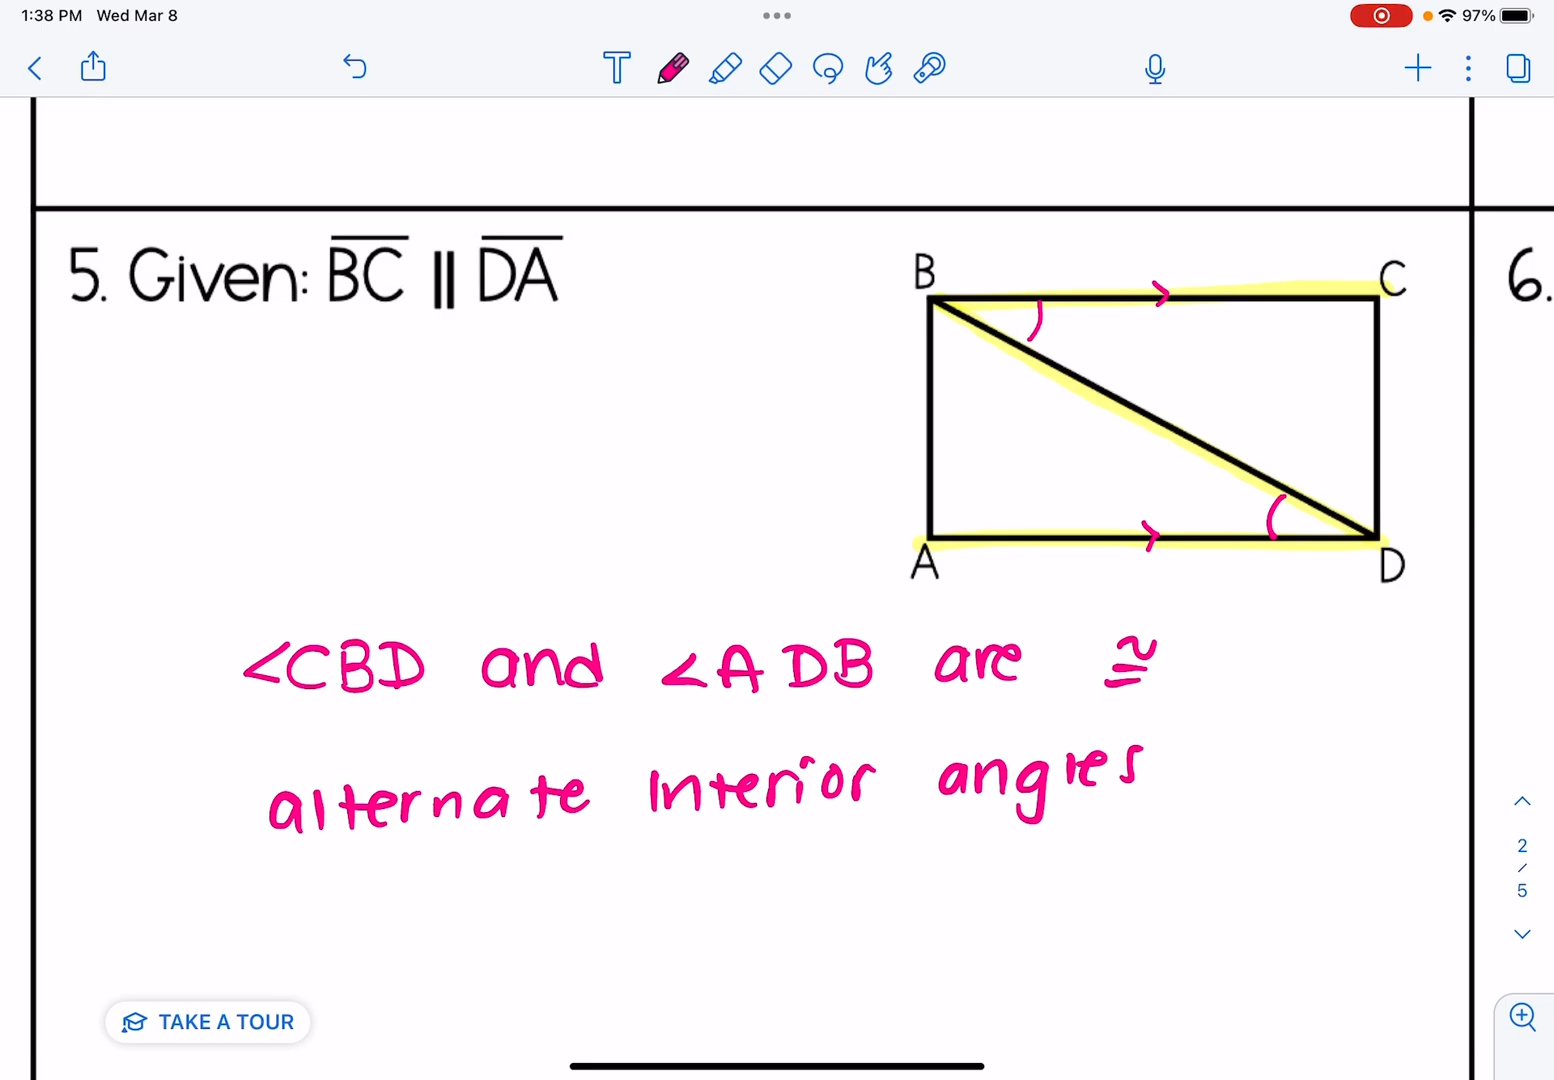 1:38 PM Wed Mar 8
97%
5. Given: BC || DA
B
C
6.
A
D
<CBD and <ADB are ≅
alternate Interior angles
2
/
5
TAKE A TOUR